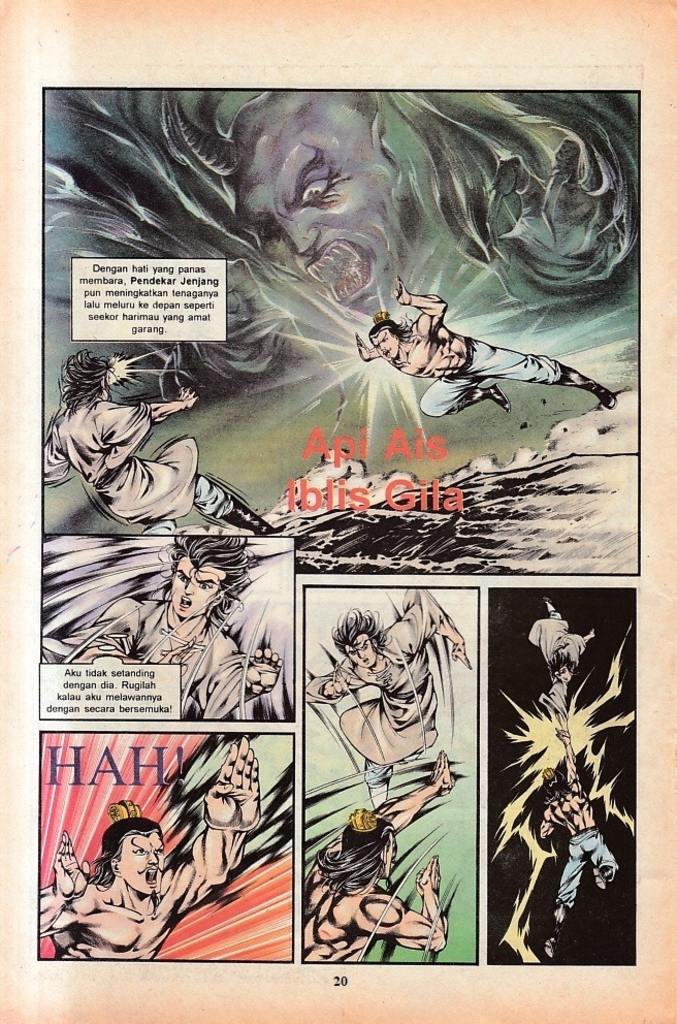 Dengan hati yang panas
membara, Pendekar Jenjang
pun meningkatkan tenaganya
lalu meluru ke depan seperti
seekor harimau yang amat
garang.
Api Ais
Iblis Gila
Aku tidak setanding
dengan dia. Rugilah
kalau aku melawannya
dengan secara bersemuka!
HAH!
20